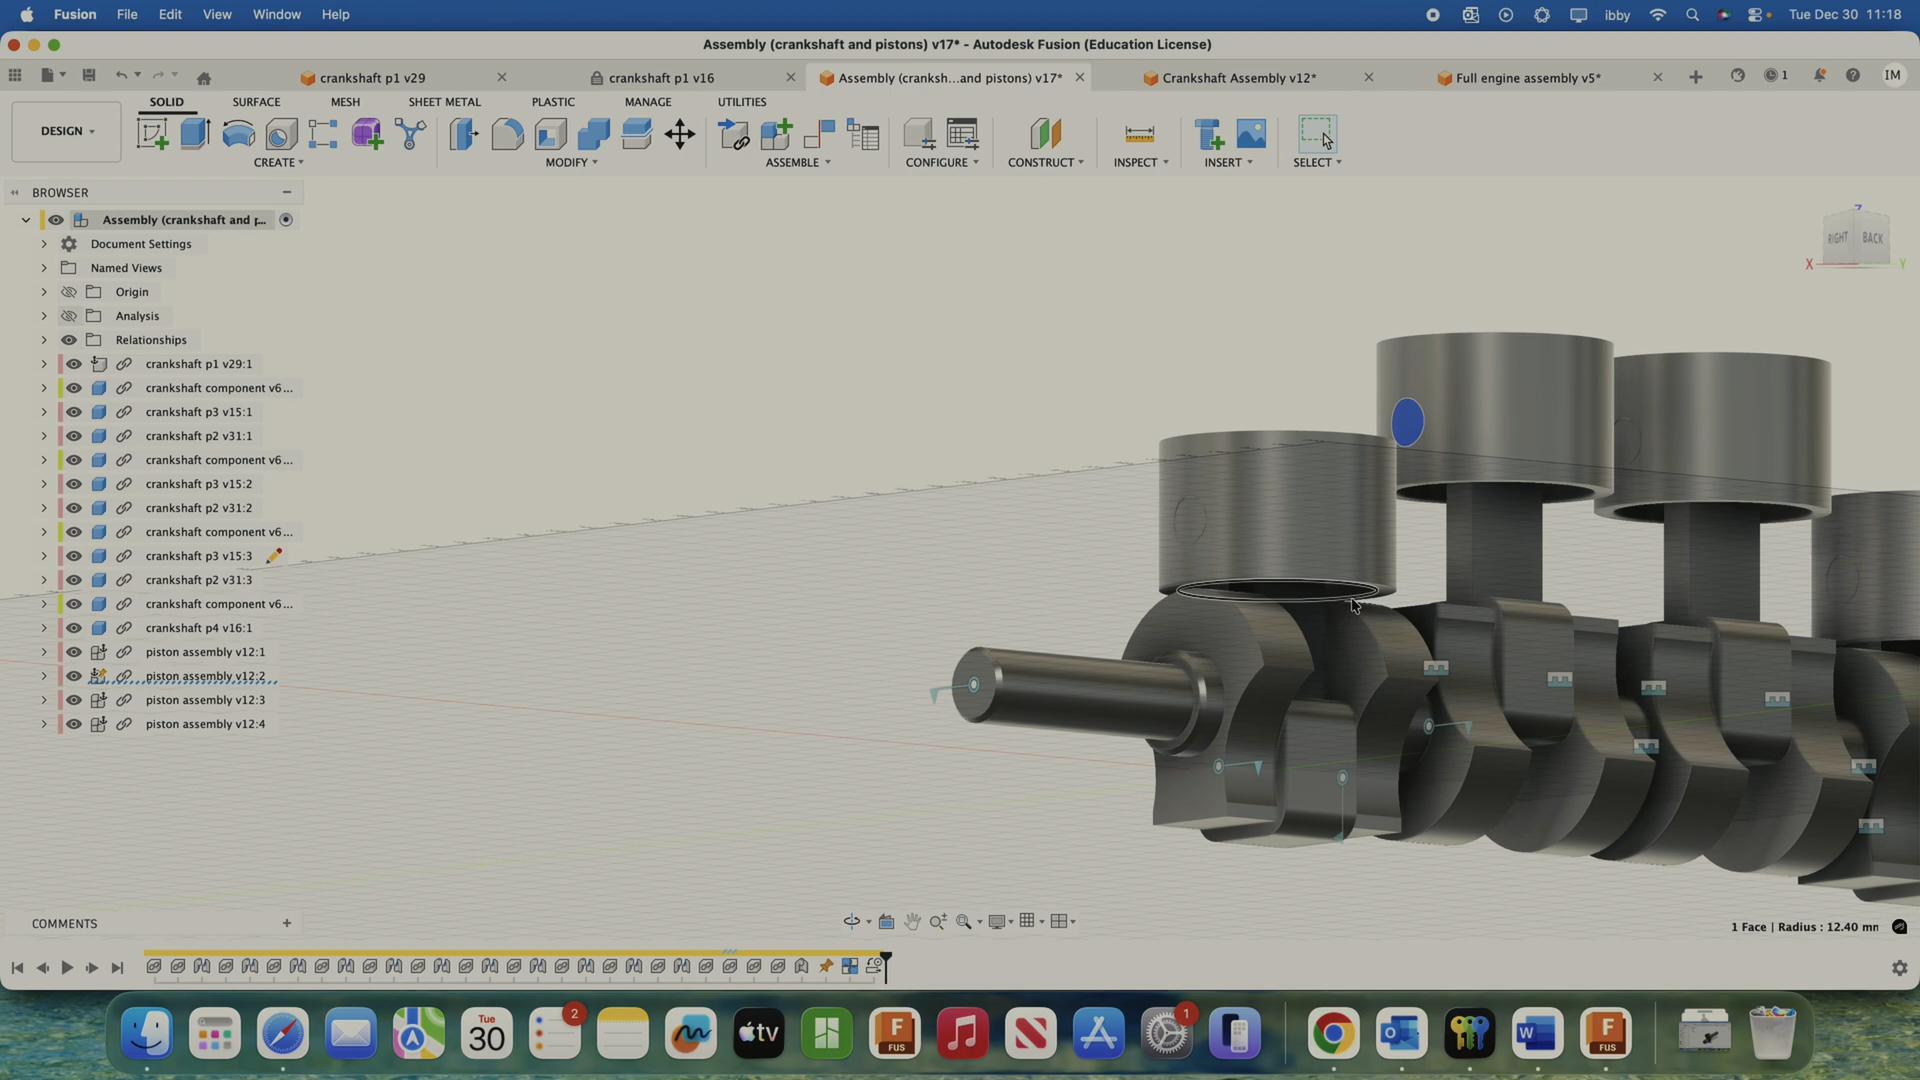 Fusion File Edit View Window Help ibby Tue Dec 30 11:18
Assembly (crankshaft and pistons) v17* - Autodesk Fusion (Education License)
crankshaft p1 v29 crankshaft p1 v16 Assembly (cranksh...and pistons) v17* Crankshaft Assembly v12* Full engine assembly v5* 1 IM
SOLID SURFACE MESH SHEET METAL PLASTIC MANAGE UTILITIES
DESIGN
CREATE MODIFY ASSEMBLE CONFIGURE CONSTRUCT INSPECT INSERT SELECT
BROWSER
Assembly (crankshaft and p...
Document Settings
Named Views
Origin
Analysis
Relationships
crankshaft p1 v29:1
crankshaft component v6...
crankshaft p3 v15:1
crankshaft p2 v31:1
crankshaft component v6...
crankshaft p3 v15:2
crankshaft p2 v31:2
crankshaft component v6...
crankshaft p3 v15:3
crankshaft p2 v31:3
crankshaft component v6...
crankshaft p4 v16:1
piston assembly v12:1
piston assembly v12:2
piston assembly v12:3
piston assembly v12:4
Z
RIGHT BACK
X Y
COMMENTS
1 Face | Radius : 12.40 mm
2 Tue 30 tv F FUS 1 W F FUS